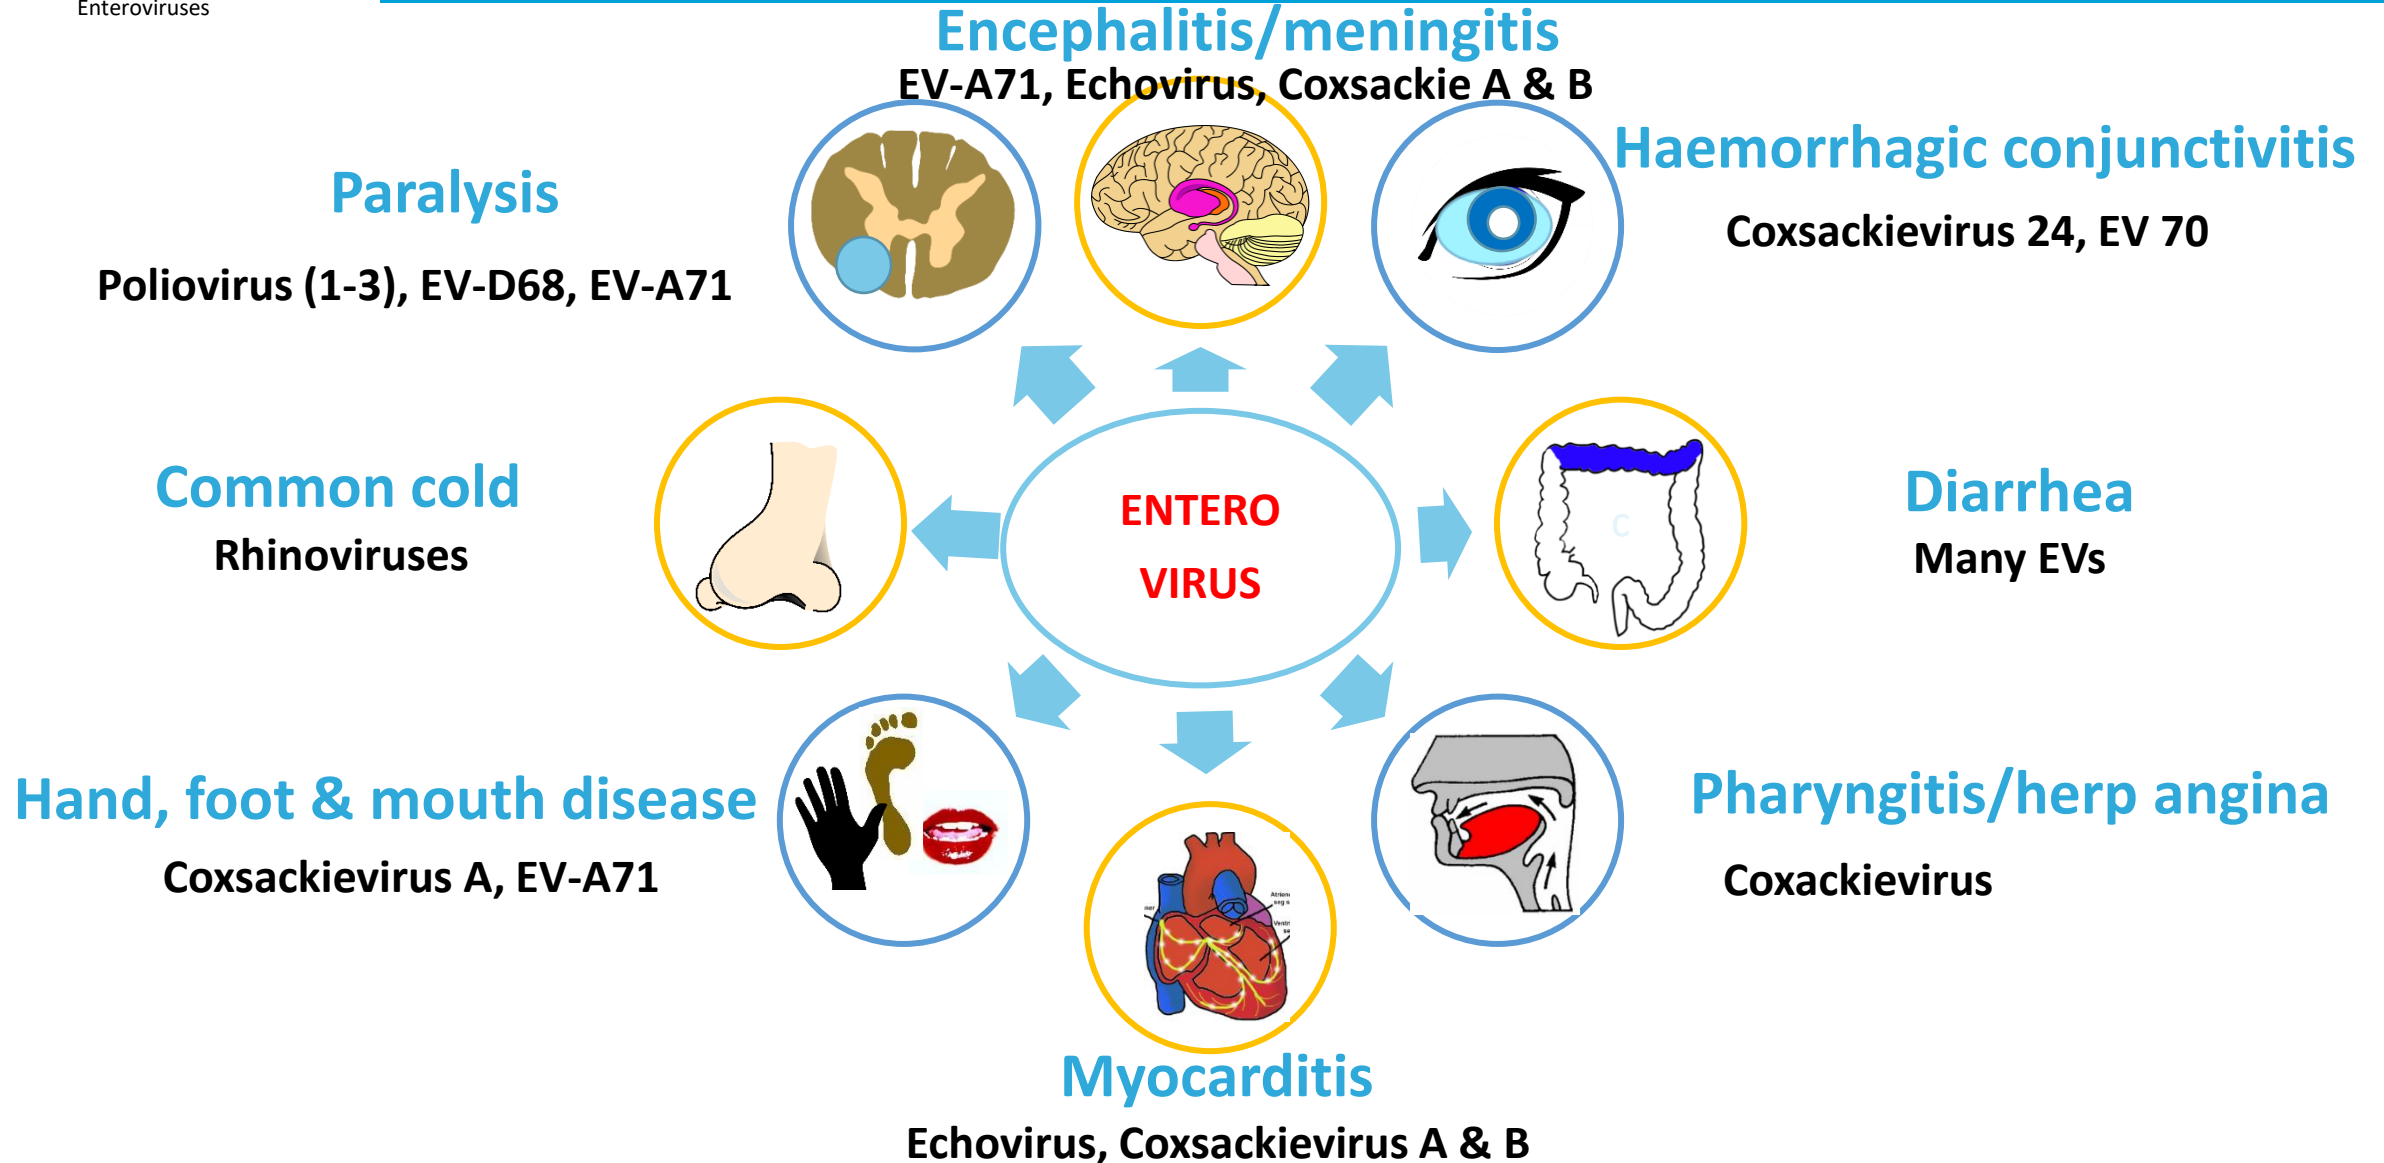 Enteroviruses
Encephalitis/meningitis
EV-A71, Echovirus, Coxsackie A & B
Haemorrhagic conjunctivitis
Coxsackievirus 24, EV 70
Paralysis
Poliovirus (1-3), EV-D68, EV-A71
Common cold
Rhinoviruses
ENTERO
VIRUS
C
Diarrhea
Many EVs
Hand, foot & mouth disease
Coxsackievirus A, EV-A71
Pharyngitis/herp angina
Coxackievirus
Myocarditis
Echovirus, Coxsackievirus A & B